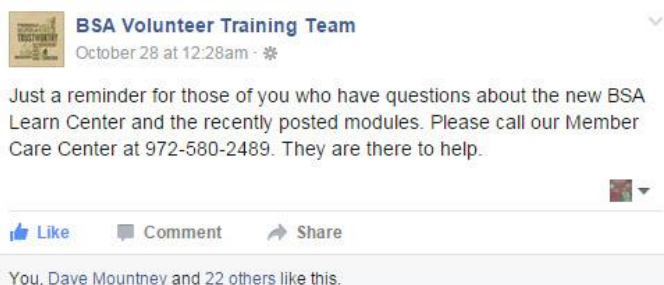 TRUSTWORTHY
BSA Volunteer Training Team
October 28 at 12:28am ·
Just a reminder for those of you who have questions about the new BSA
Learn Center and the recently posted modules. Please call our Member
Care Center at 972-580-2489. They are there to help.
Like Comment Share
You, Dave Mountney and 22 others like this.